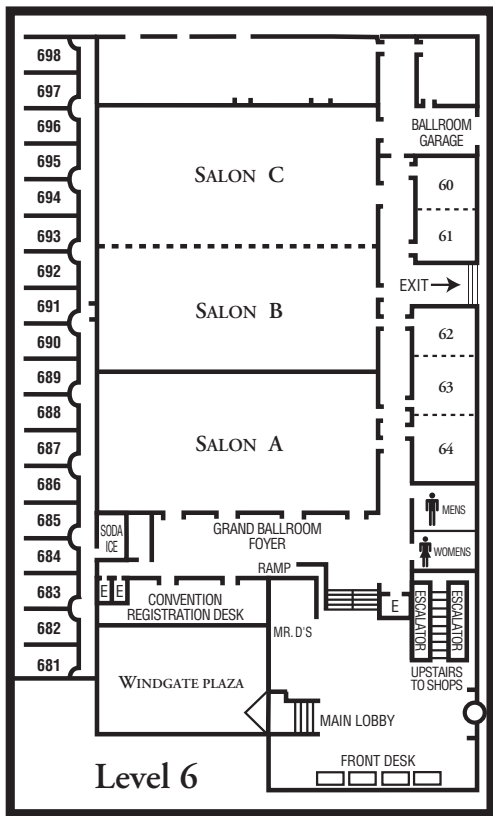 698
697
696
695
694
693
692
691
690
689
688
687
686
685
684
683
682
681
SALON C
SALON B
SALON A
BALLROOM
GARAGE
60
61
EXIT
62
63
64
MENS
WOMENS
SODA
ICE
GRAND BALLROOM
FOYER
RAMP
E
E
CONVENTION
REGISTRATION DESK
E
ESCALATOR
ESCALATOR
MR. D'S
UPSTAIRS
TO SHOPS
WINDGATE PLAZA
MAIN LOBBY
FRONT DESK
Level 6